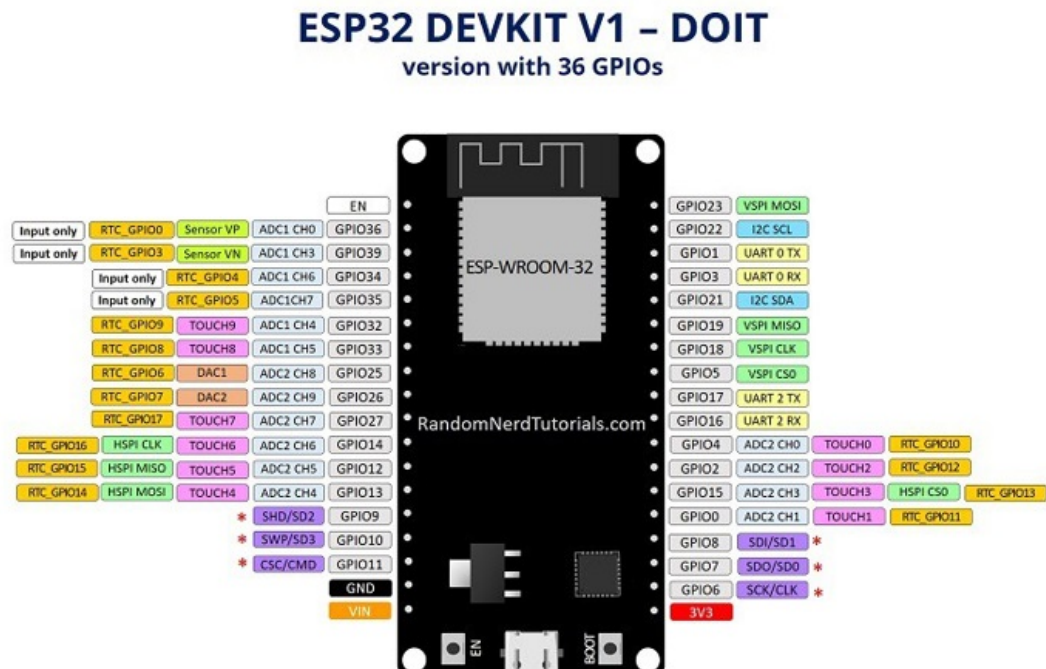 ESP32 DEVKIT V1 – DOIT
version with 36 GPIOs
EN
Input only RTC_GPIO0 Sensor VP ADC1 CH0 GPIO36
Input only RTC_GPIO3 Sensor VN ADC1 CH3 GPIO39
Input only RTC_GPIO4 ADC1 CH6 GPIO34
Input only RTC_GPIO5 ADC1CH7 GPIO35
RTC_GPIO9 TOUCH9 ADC1 CH4 GPIO32
RTC_GPIO8 TOUCH8 ADC1 CH5 GPIO33
RTC_GPIO6 DAC1 ADC2 CH8 GPIO25
RTC_GPIO7 DAC2 ADC2 CH9 GPIO26
RTC_GPIO17 TOUCH7 ADC2 CH7 GPIO27
RTC_GPIO16 HSPI CLK TOUCH6 ADC2 CH6 GPIO14
RTC_GPIO15 HSPI MISO TOUCH5 ADC2 CH5 GPIO12
RTC_GPIO14 HSPI MOSI TOUCH4 ADC2 CH4 GPIO13
* SHD/SD2 GPIO9
* SWP/SD3 GPIO10
* CSC/CMD GPIO11
GND
VIN
ESP-WROOM-32
RandomNerdTutorials.com
EN
BOOT
GPIO23 VSPI MOSI
GPIO22 I2C SCL
GPIO1 UART 0 TX
GPIO3 UART 0 RX
GPIO21 I2C SDA
GPIO19 VSPI MISO
GPIO18 VSPI CLK
GPIO5 VSPI CS0
GPIO17 UART 2 TX
GPIO16 UART 2 RX
GPIO4 ADC2 CH0 TOUCH0 RTC_GPIO10
GPIO2 ADC2 CH2 TOUCH2 RTC_GPIO12
GPIO15 ADC2 CH3 TOUCH3 HSPI CS0 RTC_GPIO13
GPIO0 ADC2 CH1 TOUCH1 RTC_GPIO11
GPIO8 SDI/SD1 *
GPIO7 SDO/SD0 *
GPIO6 SCK/CLK *
3V3